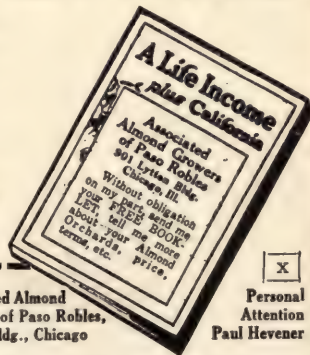 A Life Income
plus California
Associated
Almond Growers
of Paso Robles
901 Lytton Bldg.
Chicago, Ill.
Without obligation
on my part, send me
your FREE BOOK.
LET tell me more
about your Almond
Orchards, price,
terms, etc.
x
Personal
Attention
Paul Hevener
ed Almond
of Paso Robles,
ldg., Chicago